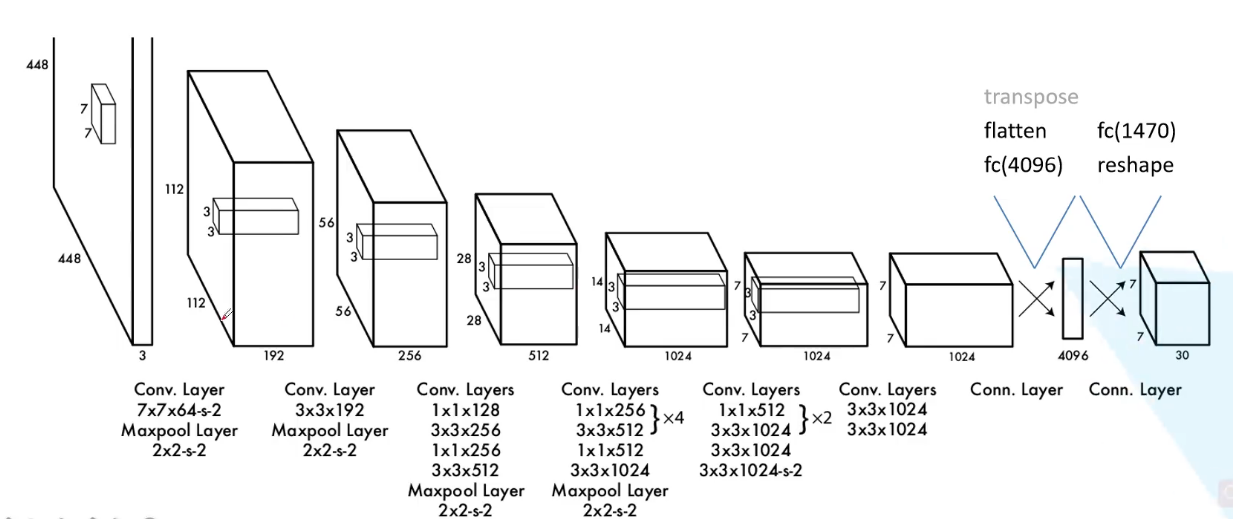 448
7
7
448
3
112
3
3
112
192
56
3
3
56
256
28
3
3
28
512
14
3
3
14
1024
7
3
3
7
1024
7
7
1024
transpose
flatten
fc(4096)
fc(1470)
reshape
4096
7
7
30
Conv. Layer
7x7x64-s-2
Maxpool Layer
2x2-s-2
Conv. Layer
3x3x192
Maxpool Layer
2x2-s-2
Conv. Layers
1x1x128
3x3x256
1x1x256
3x3x512
Maxpool Layer
2x2-s-2
Conv. Layers
1x1x256
3x3x512
}×4
1x1x512
3x3x1024
Maxpool Layer
2x2-s-2
Conv. Layers
1x1x512
3x3x1024
}×2
3x3x1024
3x3x1024-s-2
Conv. Layers
3x3x1024
3x3x1024
Conn. Layer
Conn. Layer